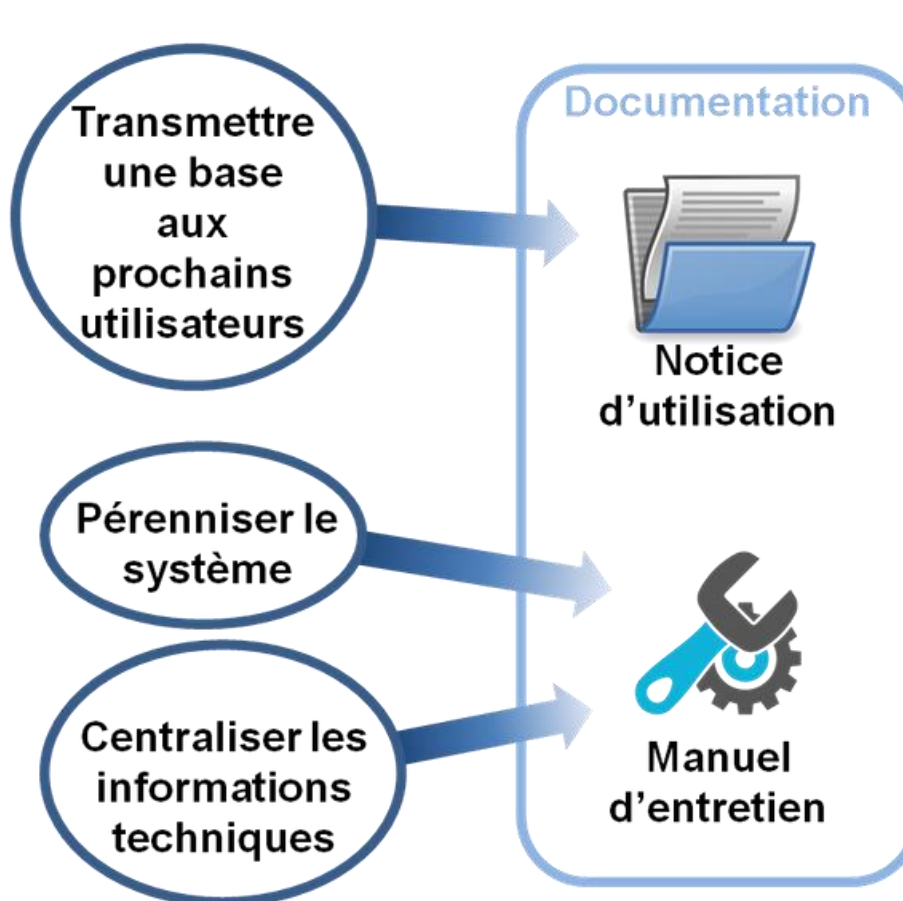 Transmettre
une base
aux
prochains
utilisateurs
Documentation
Notice
d’utilisation
Pérenniser le
système
Centraliser les
informations
techniques
Manuel
d’entretien